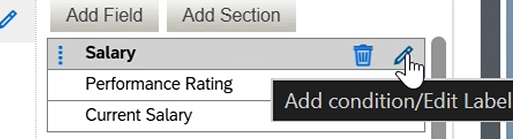 Add Field Add Section
Salary
Performance Rating
Add condition/Edit Label
Current Salary